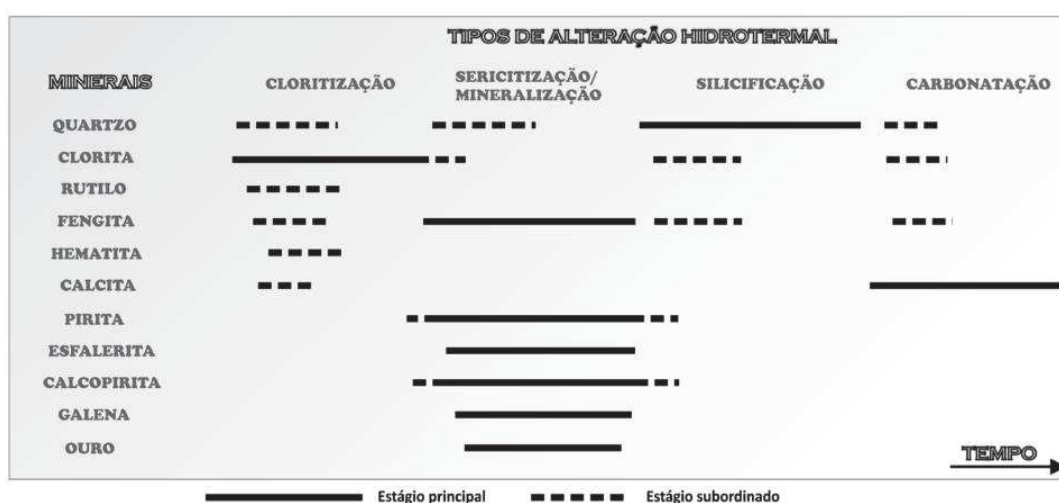 TIPOS DE ALTERAÇÃO HIDROTERMAL
MINERAIS
CLORITIZAÇÃO
SERICITIZAÇÃO/
MINERALIZAÇÃO
SILICIFICAÇÃO
CARBONATAÇÃO
QUARTZO
CLORITA
RUTILO
FENGITA
HEMATITA
CALCITA
PIRITA
ESFALERITA
CALCOPIRITA
GALENA
OURO
TEMPO
Estágio principal
Estágio subordinado